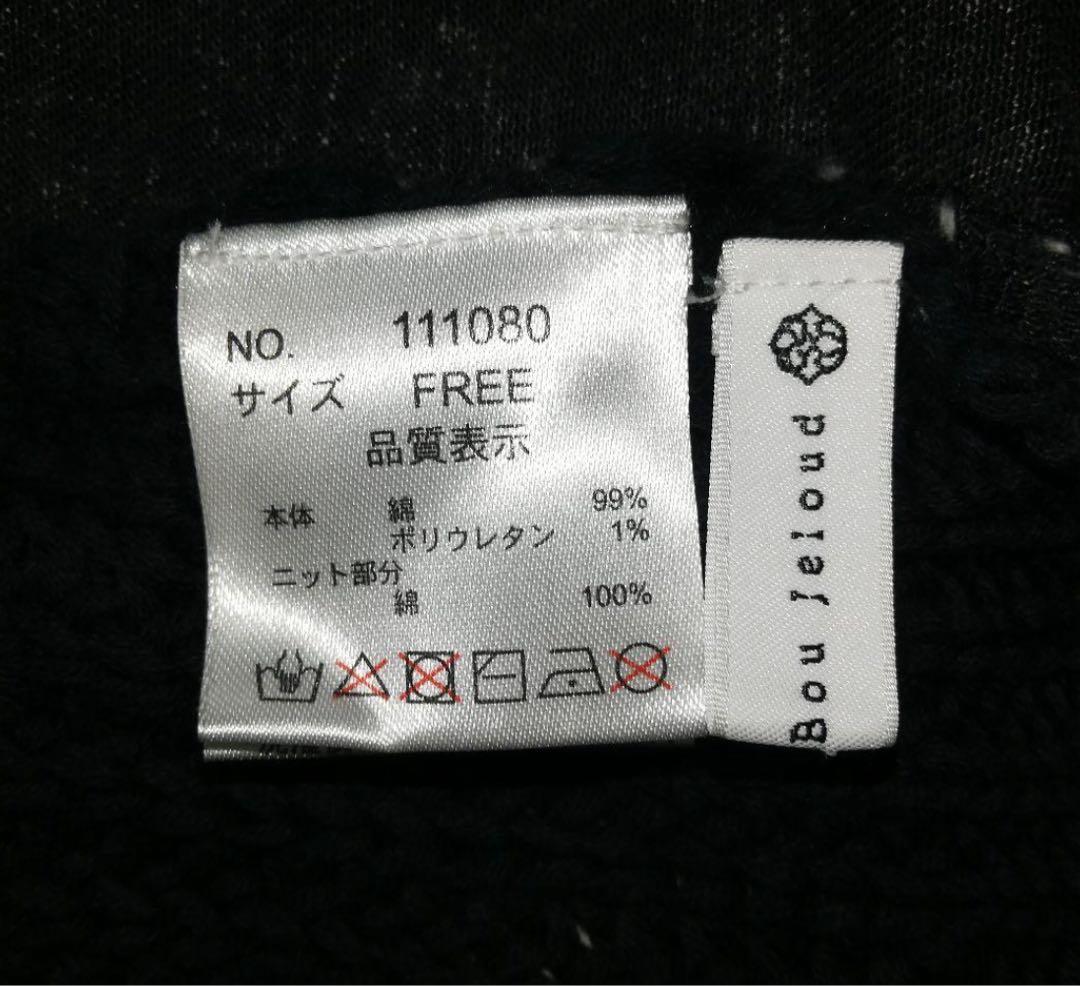 NO. 111080
サイズ FREE
品質表示
本体 綿 99%
ポリウレタン 1%
ニット部分
綿 100%
Bou Jeloud